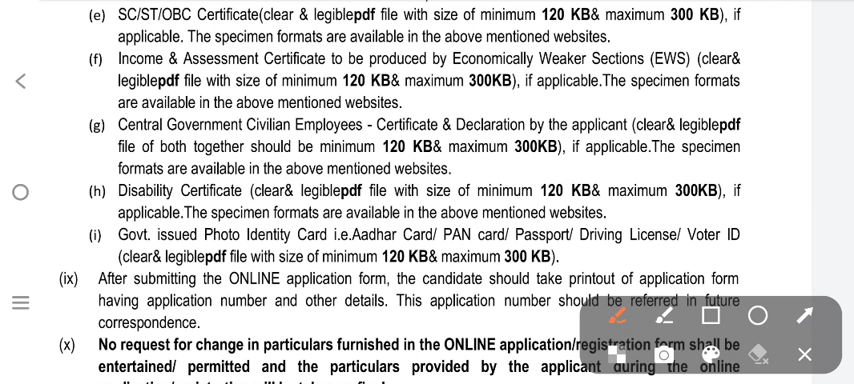 (e) SC/ST/OBC Certificate(clear & legiblepdf file with size of minimum 120 KB& maximum 300 KB), if
applicable. The specimen formats are available in the above mentioned websites.
(f) Income & Assessment Certificate to be produced by Economically Weaker Sections (EWS) (clear&
legiblepdf file with size of minimum 120 KB& maximum 300KB), if applicable.The specimen formats
are available in the above mentioned websites.
(g) Central Government Civilian Employees - Certificate & Declaration by the applicant (clear& legiblepdf
file of both together should be minimum 120 KB& maximum 300KB), if applicable.The specimen
formats are available in the above mentioned websites.
(h) Disability Certificate (clear& legiblepdf file with size of minimum 120 KB& maximum 300KB), if
applicable.The specimen formats are available in the above mentioned websites.
(i) Govt. issued Photo Identity Card i.e.Aadhar Card/ PAN card/ Passport/ Driving License/ Voter ID
(clear& legiblepdf file with size of minimum 120 KB& maximum 300 KB).
(ix) After submitting the ONLINE application form, the candidate should take printout of application form
having application number and other details. This application number should be referred in future
correspondence.
(x) No request for change in particulars furnished in the ONLINE application/registration form shall be
entertained/ permitted and the particulars provided by the applicant during the online